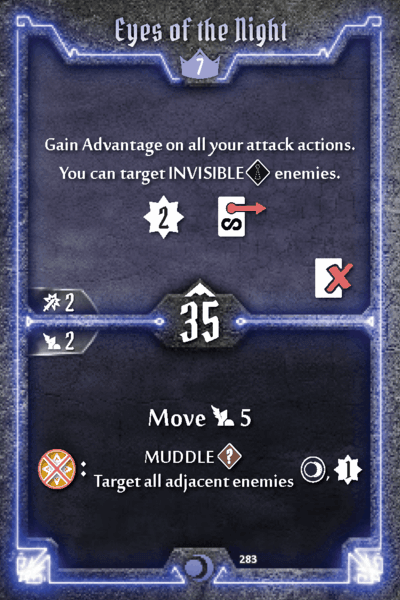 Eyes of the Night
7
Gain Advantage on all your attack actions.
You can target INVISIBLE enemies.
2
2
35
2
Move 5
:
MUDDLE ?
Target all adjacent enemies , 1
283